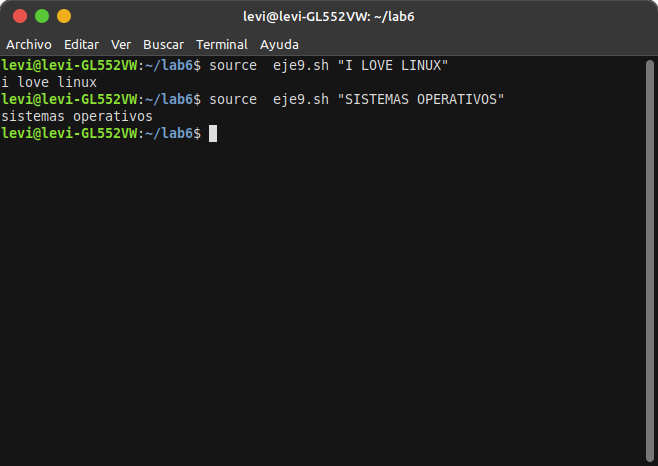 levi@levi-GL552VW: ~/lab6
Archivo Editar Ver Buscar Terminal Ayuda
levi@levi-GL552VW:~/lab6$ source  eje9.sh "I LOVE LINUX"
i love linux
levi@levi-GL552VW:~/lab6$ source  eje9.sh "SISTEMAS OPERATIVOS"
sistemas operativos
levi@levi-GL552VW:~/lab6$